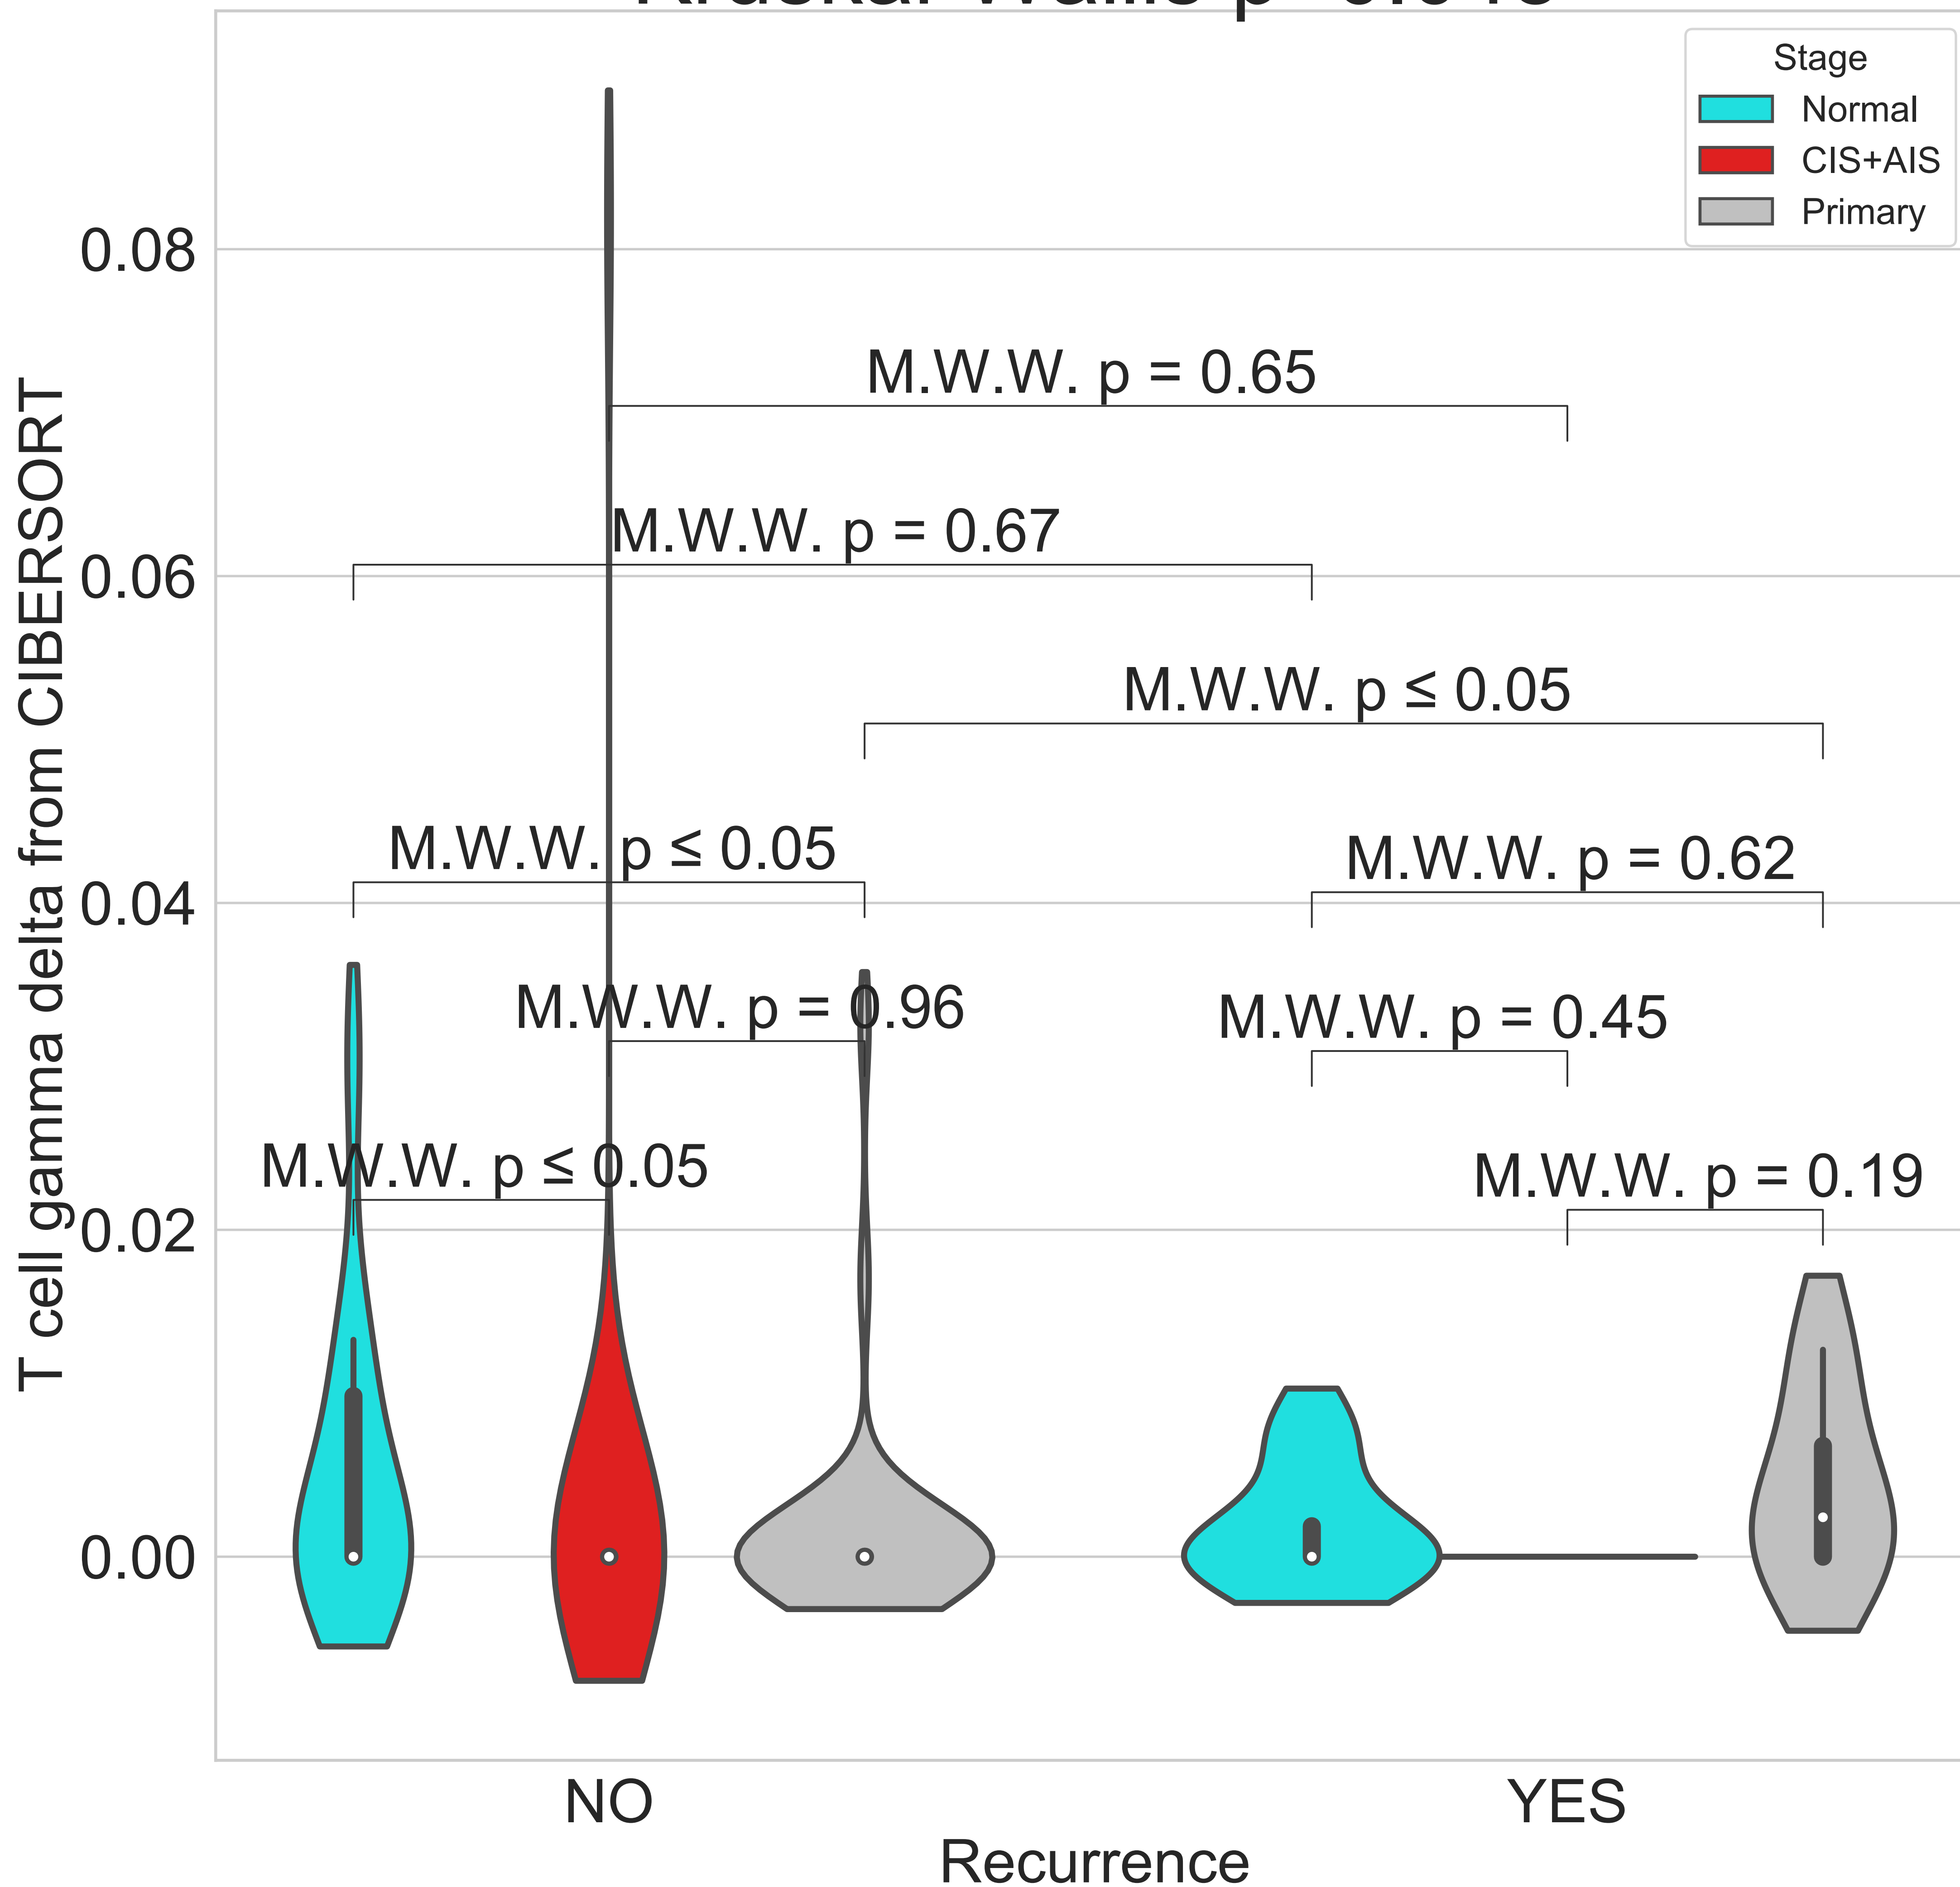 Stage
Normal
CIS+AIS
Primary
T cell gamma delta from CIBERSORT
0.08
0.06
0.04
0.02
0.00
M.W.W. p = 0.65
M.W.W. p = 0.67
M.W.W. p ≤ 0.05
M.W.W. p ≤ 0.05
M.W.W. p = 0.62
M.W.W. p = 0.96
M.W.W. p = 0.45
M.W.W. p ≤ 0.05
M.W.W. p = 0.19
NO
YES
Recurrence